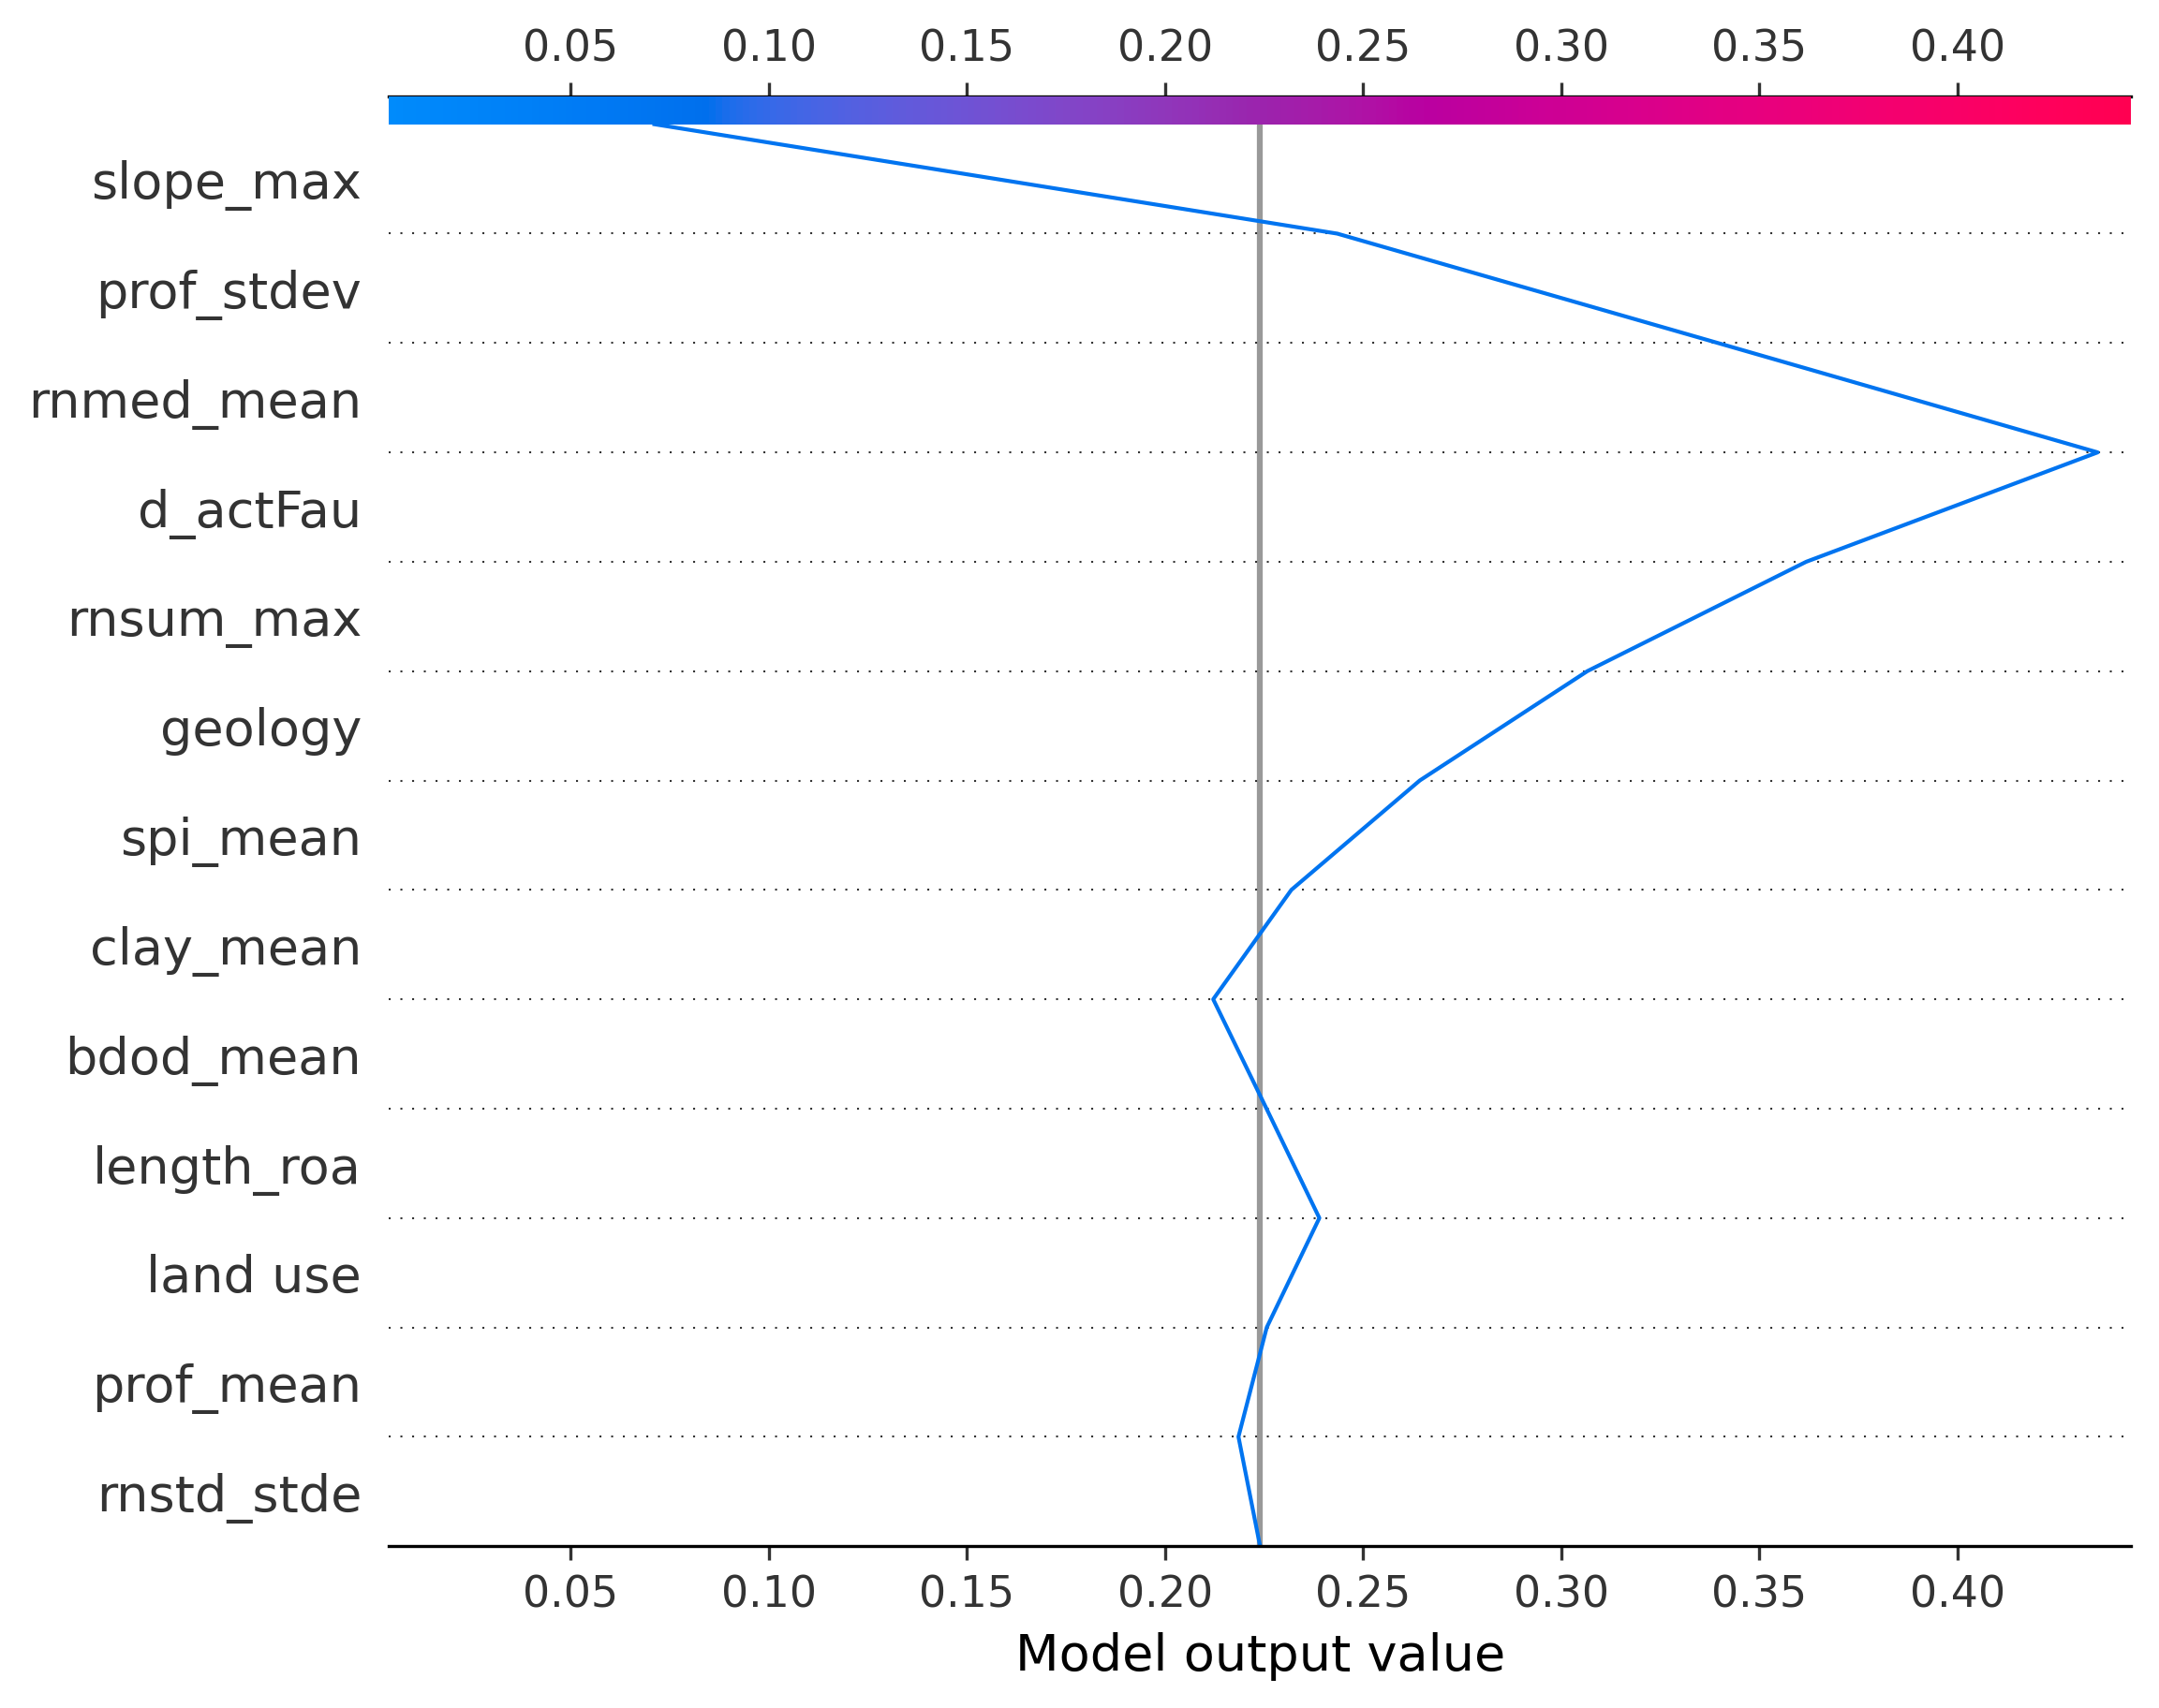 0.05 0.10 0.15 0.20 0.25 0.30 0.35 0.40
slope_max
prof_stdev
rnmed_mean
d_actFau
rnsum_max
geology
spi_mean
clay_mean
bdod_mean
length_roa
land use
prof_mean
rnstd_stde
0.05 0.10 0.15 0.20 0.25 0.30 0.35 0.40
Model output value